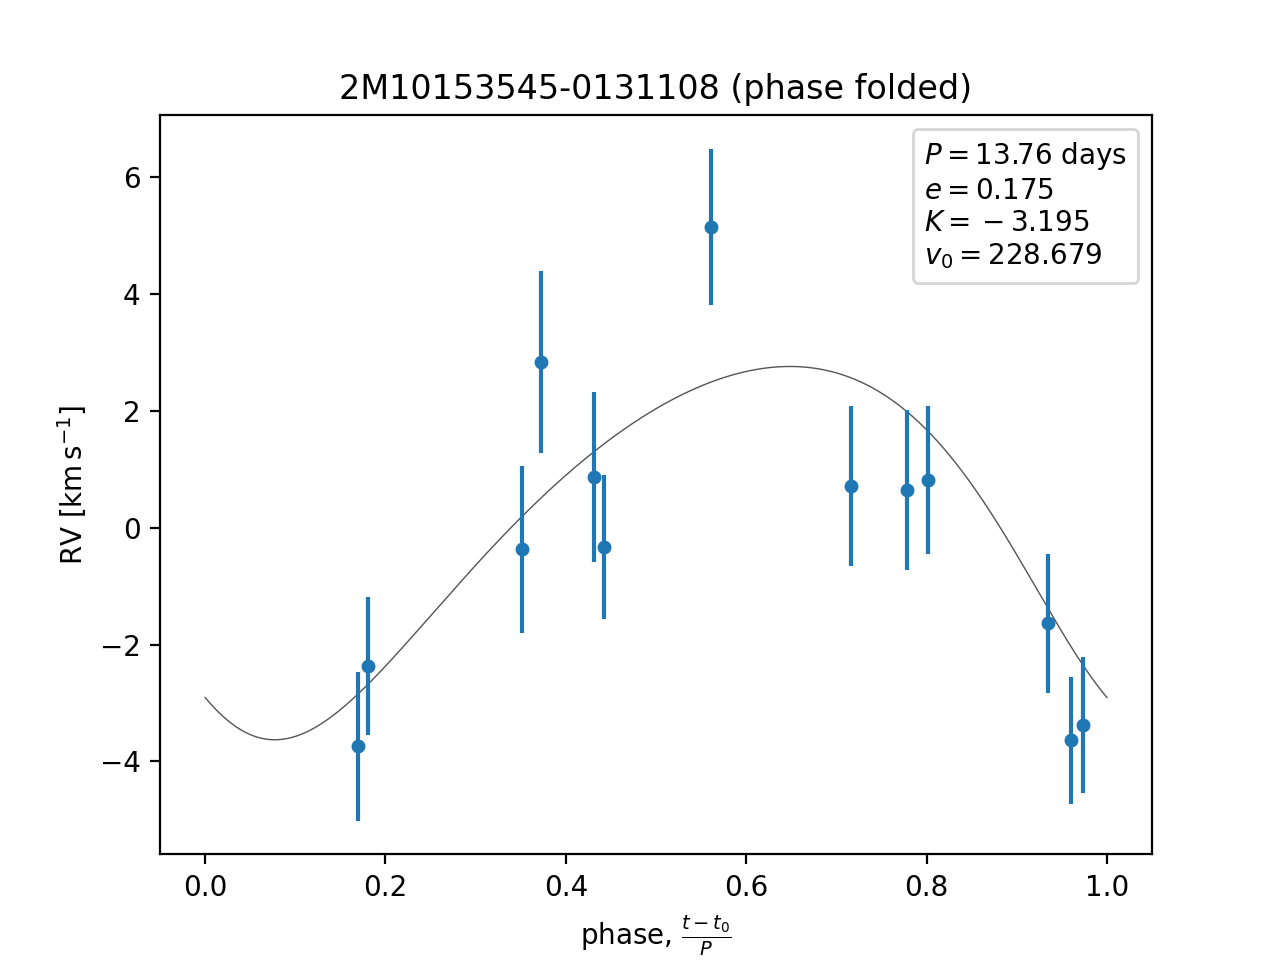 2M10153545-0131108 (phase folded)
P = 13.76 days
e = 0.175
K = −3.195
v₀ = 228.679
RV [km s⁻¹]
6
4
2
0
−2
−4
0.0 0.2 0.4 0.6 0.8 1.0
phase, (t − t₀)/P